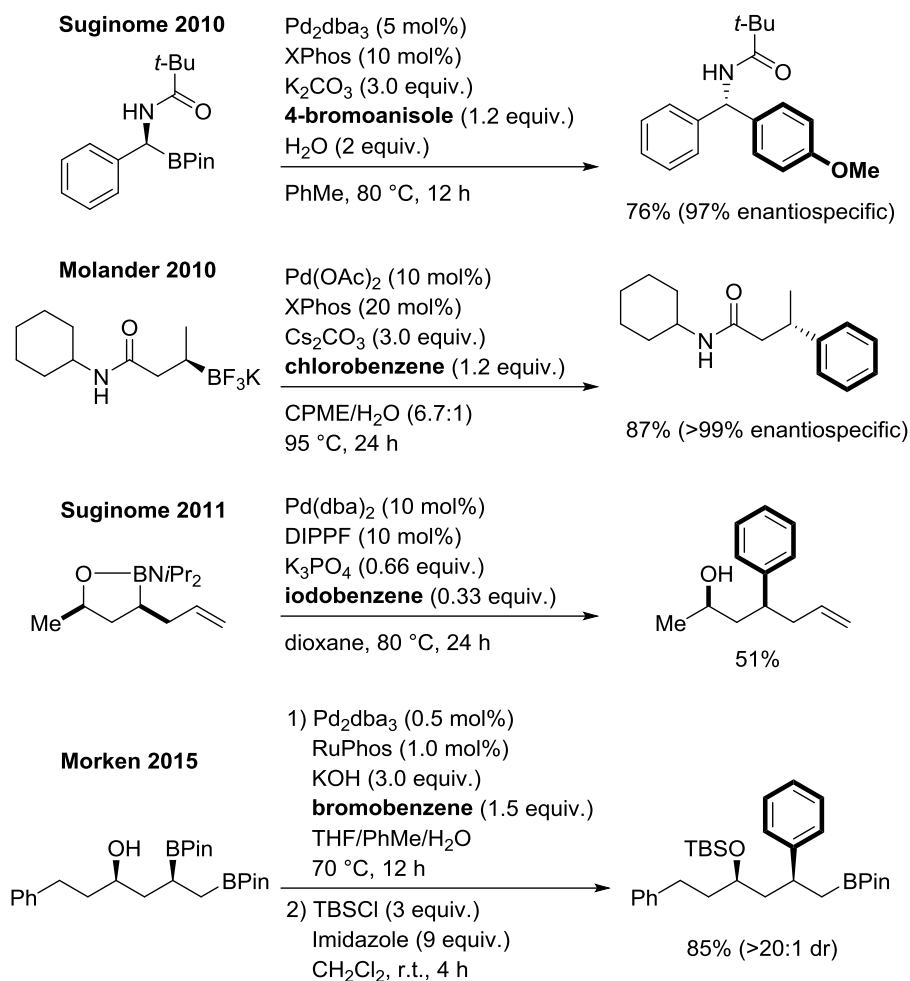 Suginome 2010
t-Bu
HN
O
BPin
Pd2dba3 (5 mol%)
XPhos (10 mol%)
K2CO3 (3.0 equiv.)
4-bromoanisole (1.2 equiv.)
H2O (2 equiv.)
PhMe, 80 °C, 12 h
t-Bu
HN
O
OMe
76% (97% enantiospecific)
Molander 2010
O
N
H
BF3K
Pd(OAc)2 (10 mol%)
XPhos (20 mol%)
Cs2CO3 (3.0 equiv.)
chlorobenzene (1.2 equiv.)
CPME/H2O (6.7:1)
95 °C, 24 h
O
N
H
87% (>99% enantiospecific)
Suginome 2011
O
BNiPr2
Me
Pd(dba)2 (10 mol%)
DIPPF (10 mol%)
K3PO4 (0.66 equiv.)
iodobenzene (0.33 equiv.)
dioxane, 80 °C, 24 h
OH
Me
51%
Morken 2015
OH
BPin
BPin
Ph
1) Pd2dba3 (0.5 mol%)
RuPhos (1.0 mol%)
KOH (3.0 equiv.)
bromobenzene (1.5 equiv.)
THF/PhMe/H2O
70 °C, 12 h
2) TBSCl (3 equiv.)
Imidazole (9 equiv.)
CH2Cl2, r.t., 4 h
TBSO
Ph
BPin
85% (>20:1 dr)